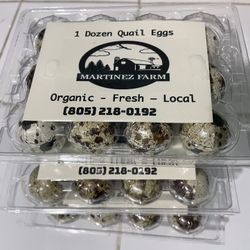 1 Dozen Quail Eggs
MARTINEZ FARM
Organic - Fresh - Local
(805) 218-0192
(805) 218-0192